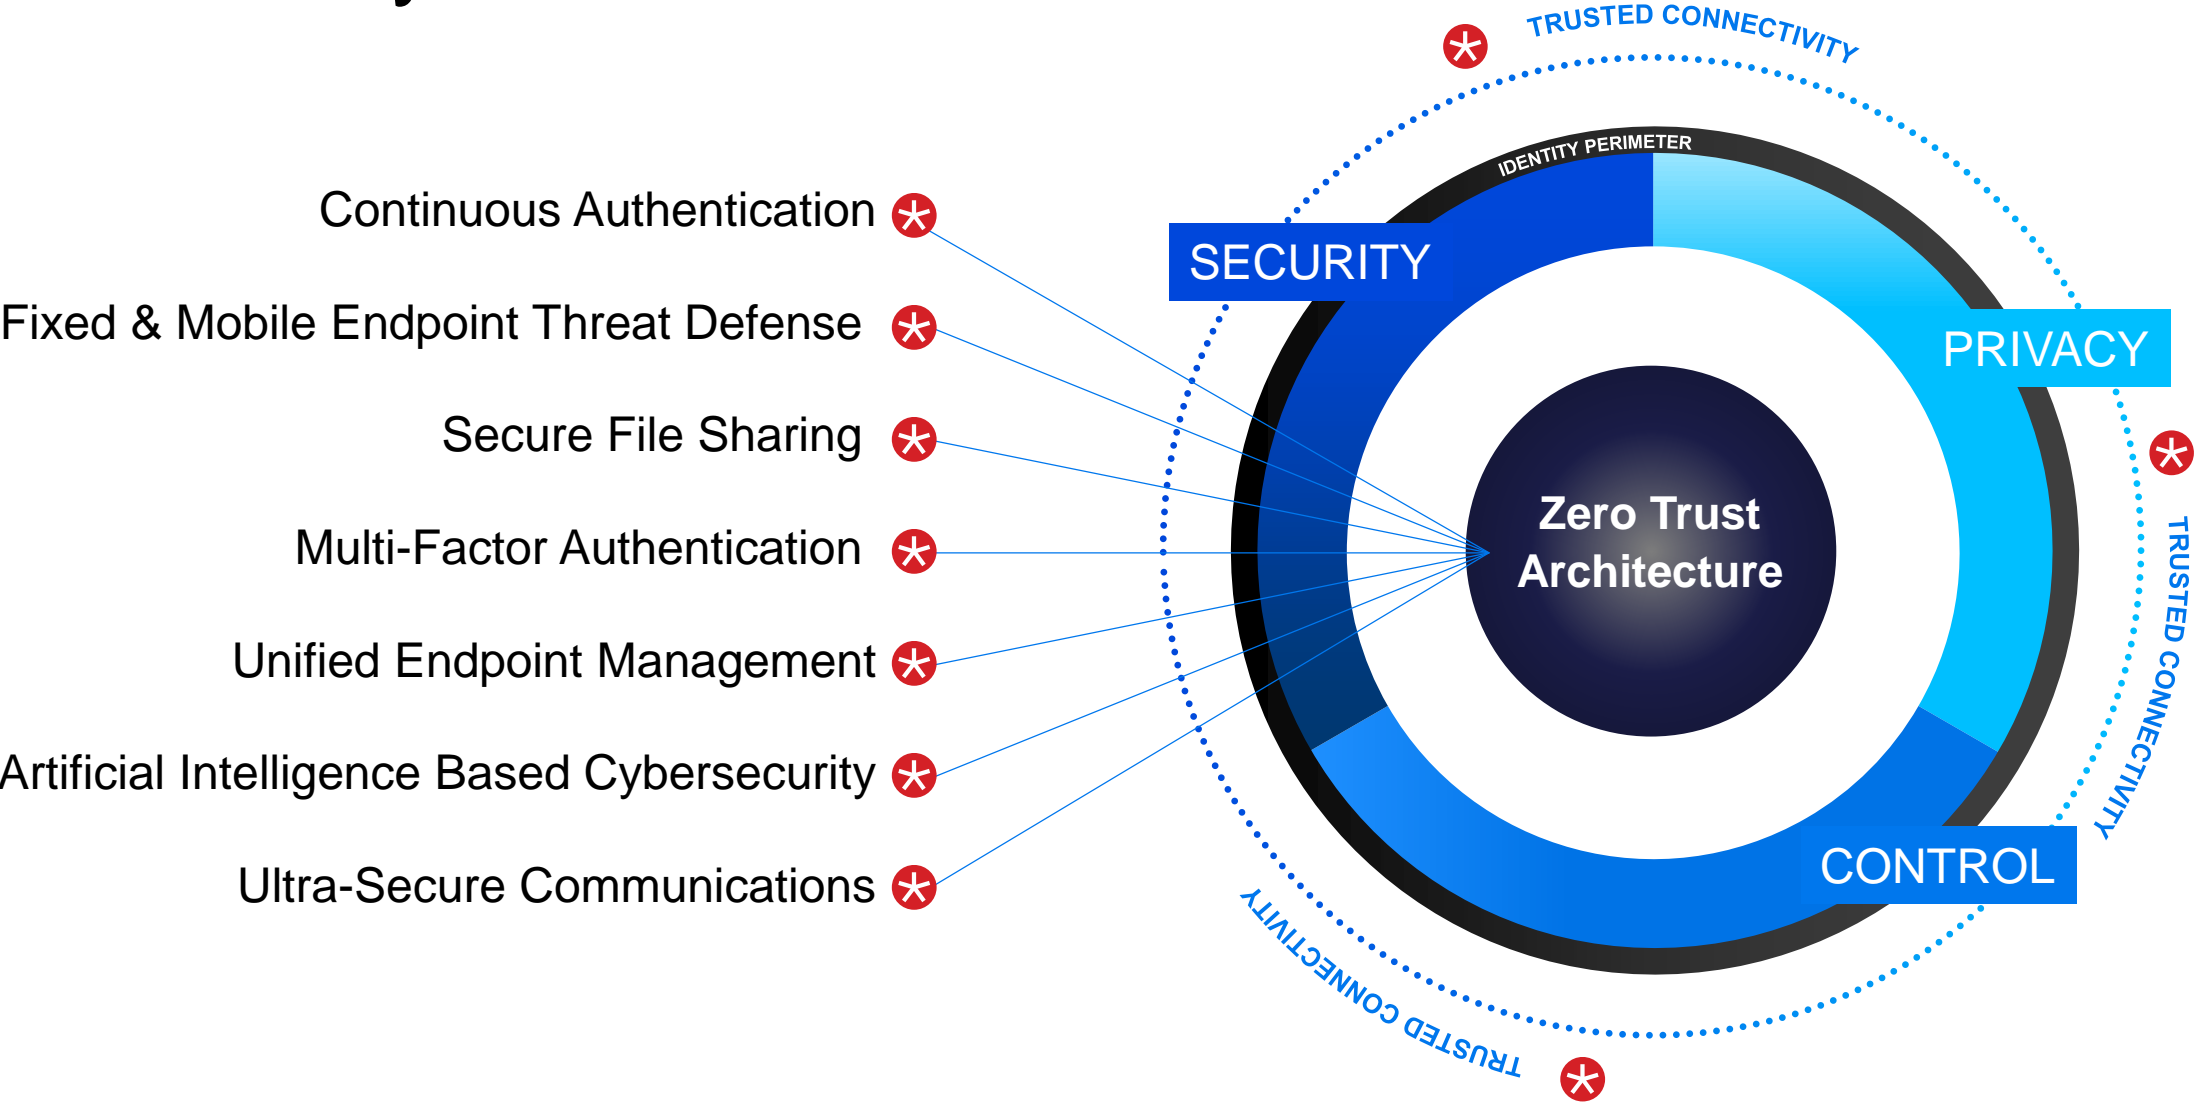 TRUSTED CONNECTIVITY
IDENTITY PERIMETER
Continuous Authentication
SECURITY
Fixed & Mobile Endpoint Threat Defense
PRIVACY
Secure File Sharing
Zero Trust
Architecture
Multi-Factor Authentication
TRUSTED CONNECTIVITY
Unified Endpoint Management
Artificial Intelligence Based Cybersecurity
CONTROL
Ultra-Secure Communications
TRUSTED CONNECTIVITY